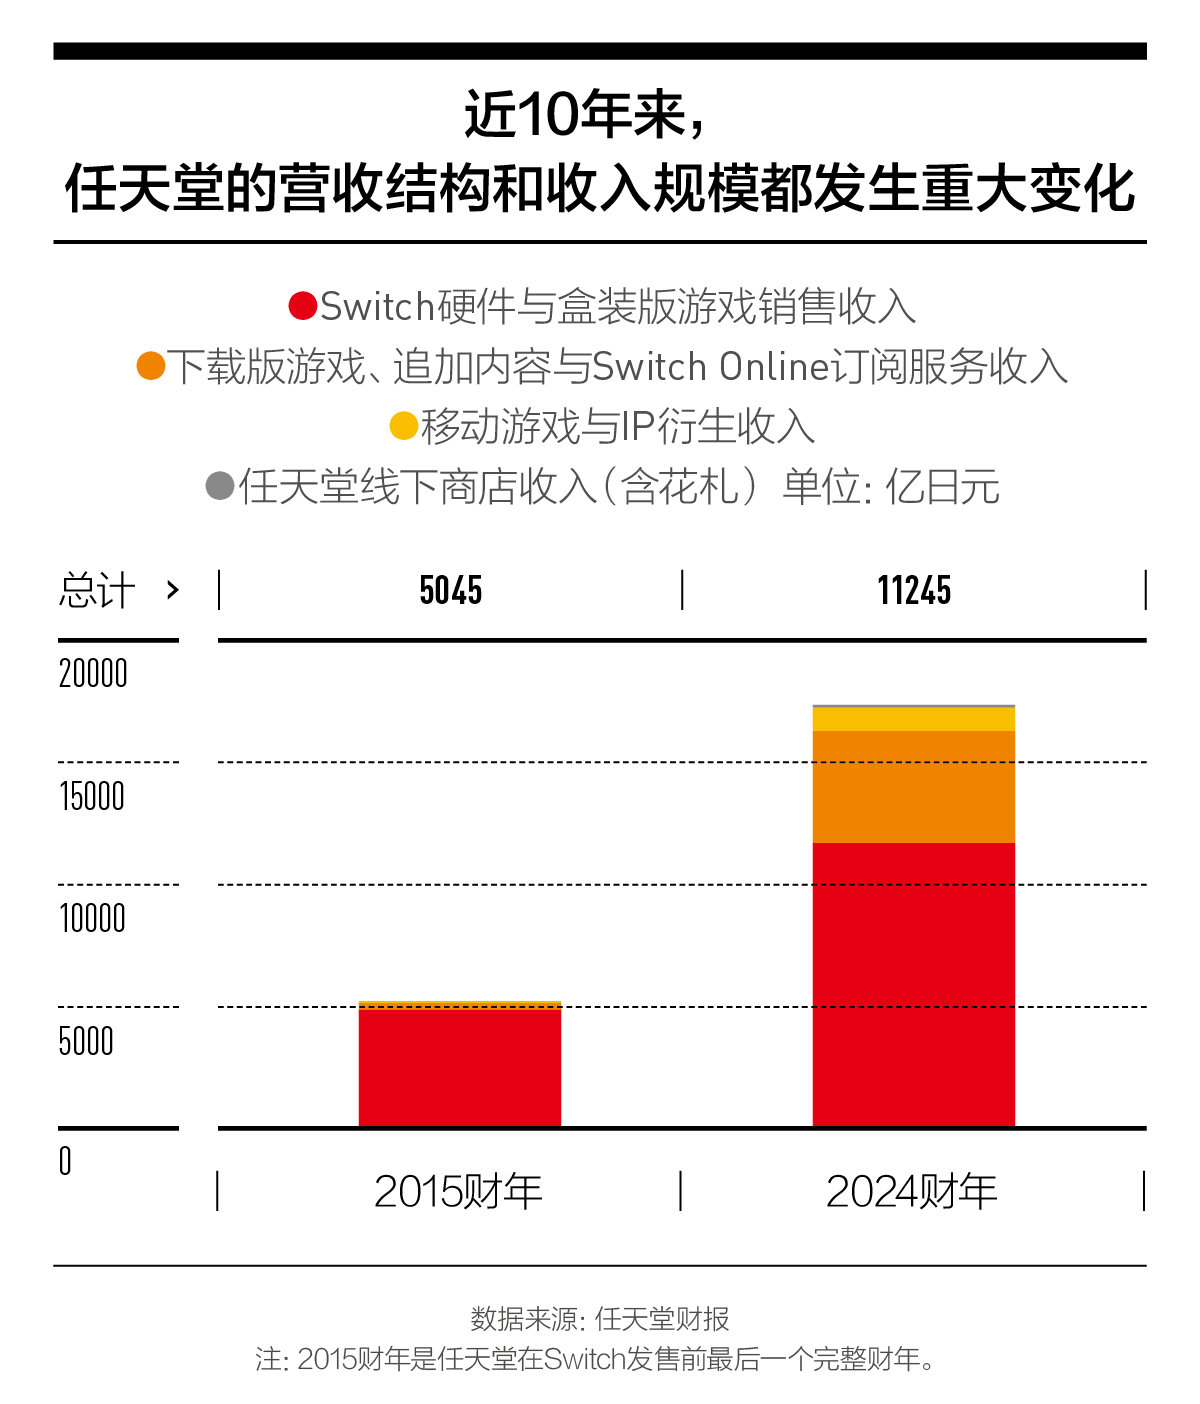 近10年来，
任天堂的营收结构和收入规模都发生重大变化
Switch硬件与盒装版游戏销售收入
下载版游戏、追加内容与Switch Online订阅服务收入
移动游戏与IP衍生收入
任天堂线下商店收入（含花札） 单位：亿日元
总计 > 5045 11245
20000
15000
10000
5000
0
2015财年 2024财年
数据来源：任天堂财报
注：2015财年是任天堂在Switch发售前最后一个完整财年。